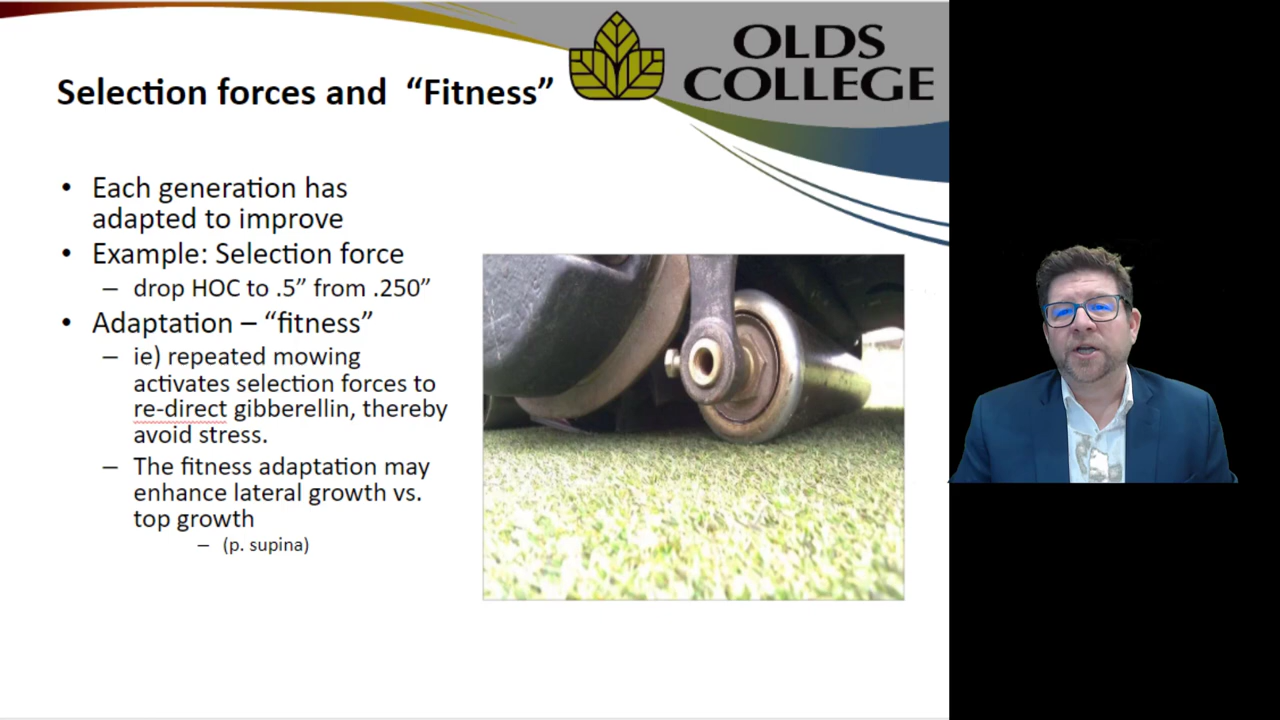 OLDS
COLLEGE
Selection forces and “Fitness”
• Each generation has
adapted to improve
• Example: Selection force
– drop HOC to .5” from .250”
• Adaptation – “fitness”
– ie) repeated mowing
activates selection forces to
re-direct gibberellin, thereby
avoid stress.
– The fitness adaptation may
enhance lateral growth vs.
top growth
– (p. supina)